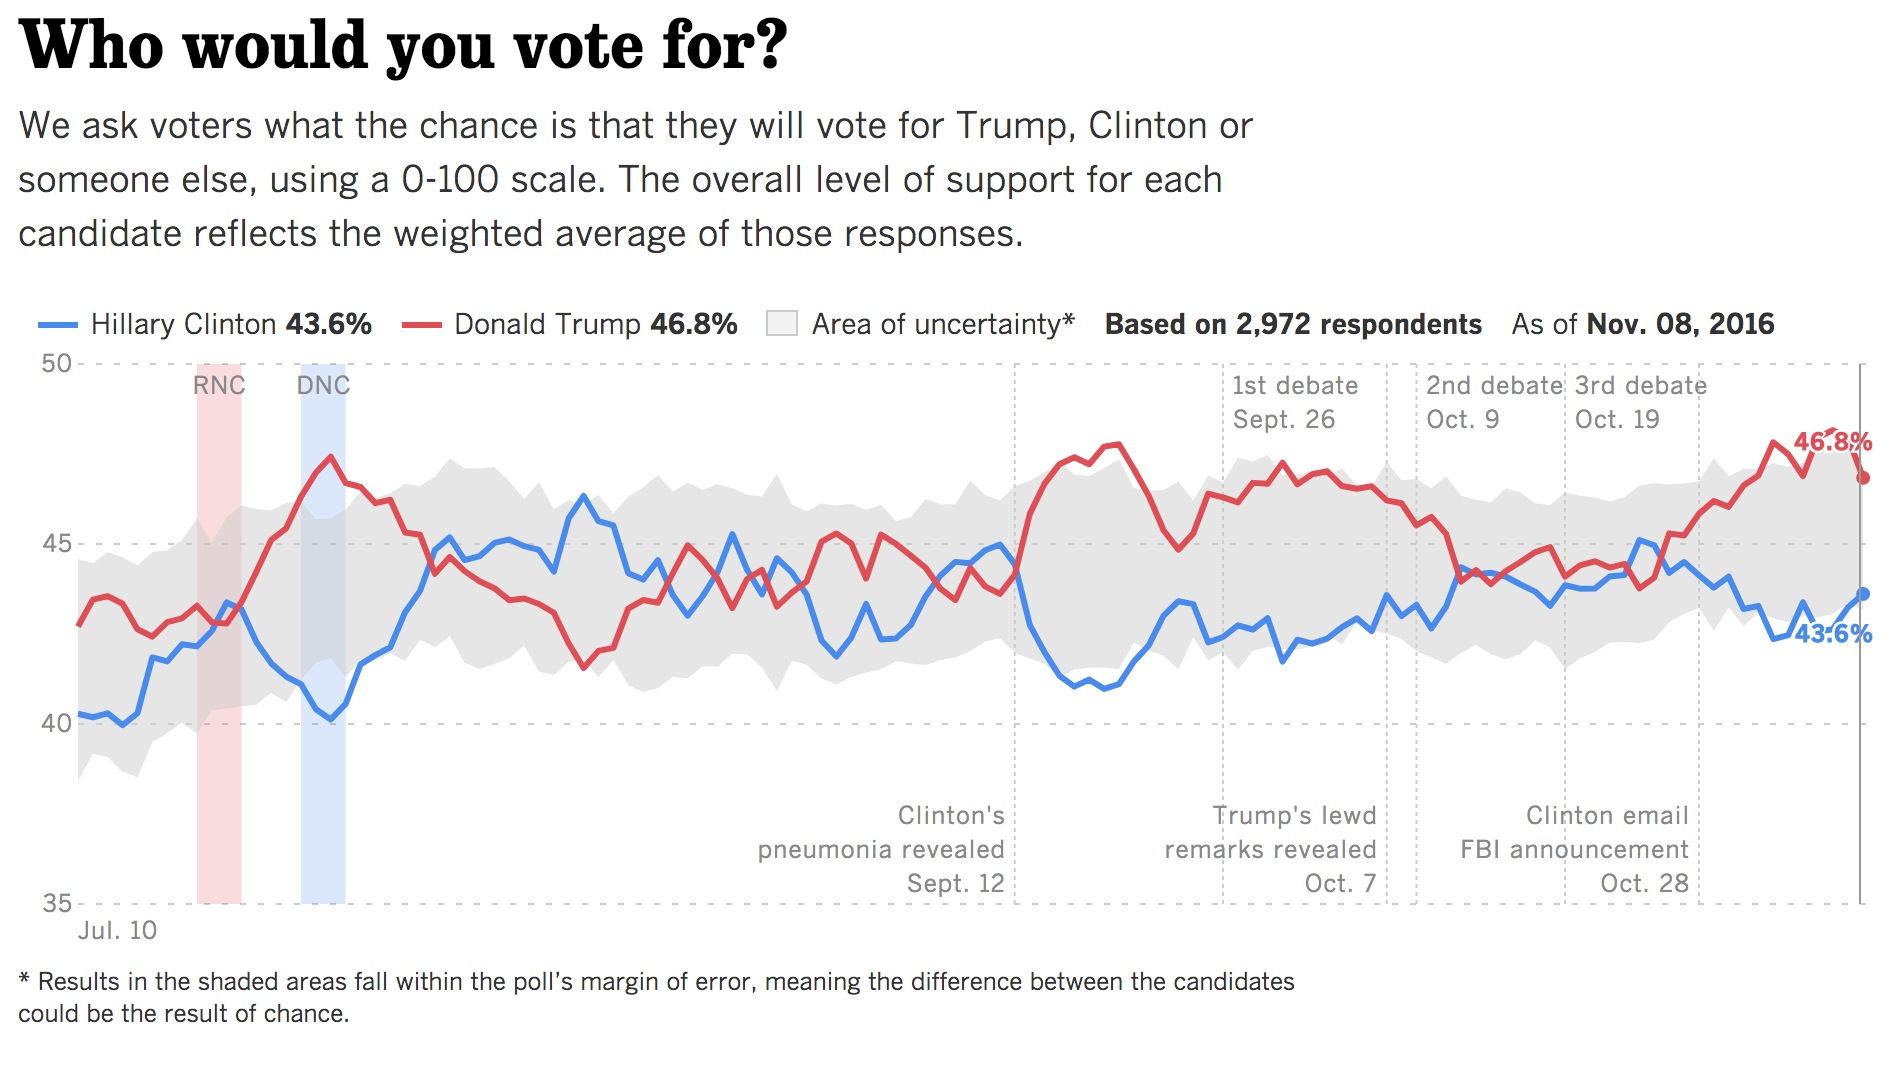 Who would you vote for?
We ask voters what the chance is that they will vote for Trump, Clinton or
someone else, using a 0-100 scale. The overall level of support for each
candidate reflects the weighted average of those responses.
Hillary Clinton 43.6% Donald Trump 46.8% Area of uncertainty* Based on 2,972 respondents As of Nov. 08, 2016
50
RNC DNC 1st debate 2nd debate 3rd debate
Sept. 26 Oct. 9 Oct. 19
46.8%
45
43.6%
40
Clinton's Trump's lewd Clinton email
pneumonia revealed remarks revealed FBI announcement
Sept. 12 Oct. 7 Oct. 28
35
Jul. 10
* Results in the shaded areas fall within the poll’s margin of error, meaning the difference between the candidates
could be the result of chance.